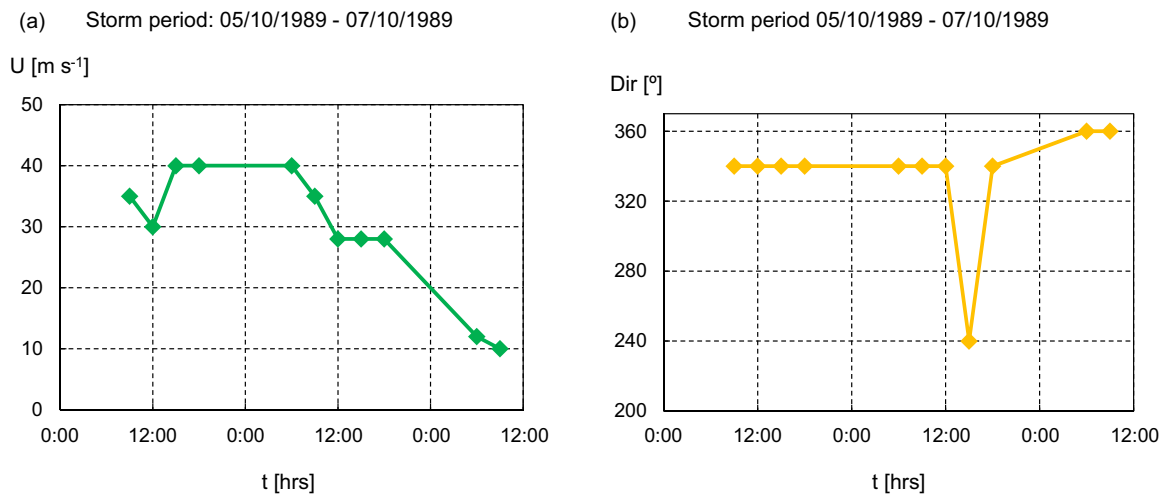 (a) Storm period: 05/10/1989 - 07/10/1989
U [m s-1]
50
40
30
20
10
0
0:00 12:00 0:00 12:00 0:00 12:00
t [hrs]
(b) Storm period 05/10/1989 - 07/10/1989
Dir [º]
360
320
280
240
200
0:00 12:00 0:00 12:00 0:00 12:00
t [hrs]